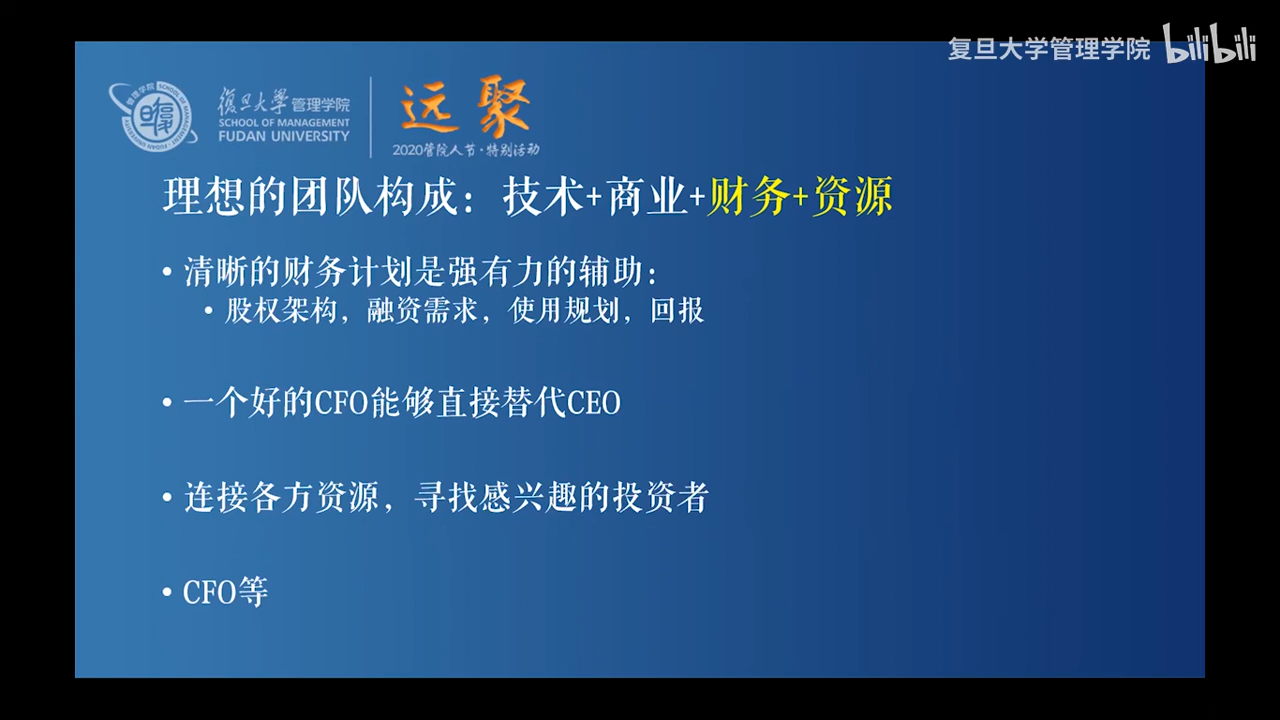 复旦大学管理学院 bilibili
復旦大學管理学院
SCHOOL OF MANAGEMENT
FUDAN UNIVERSITY
远聚
2020管院人节·特别活动
理想的团队构成：技术+商业+财务+资源
• 清晰的财务计划是强有力的辅助：
• 股权架构，融资需求，使用规划，回报
• 一个好的CFO能够直接替代CEO
• 连接各方资源，寻找感兴趣的投资者
• CFO等